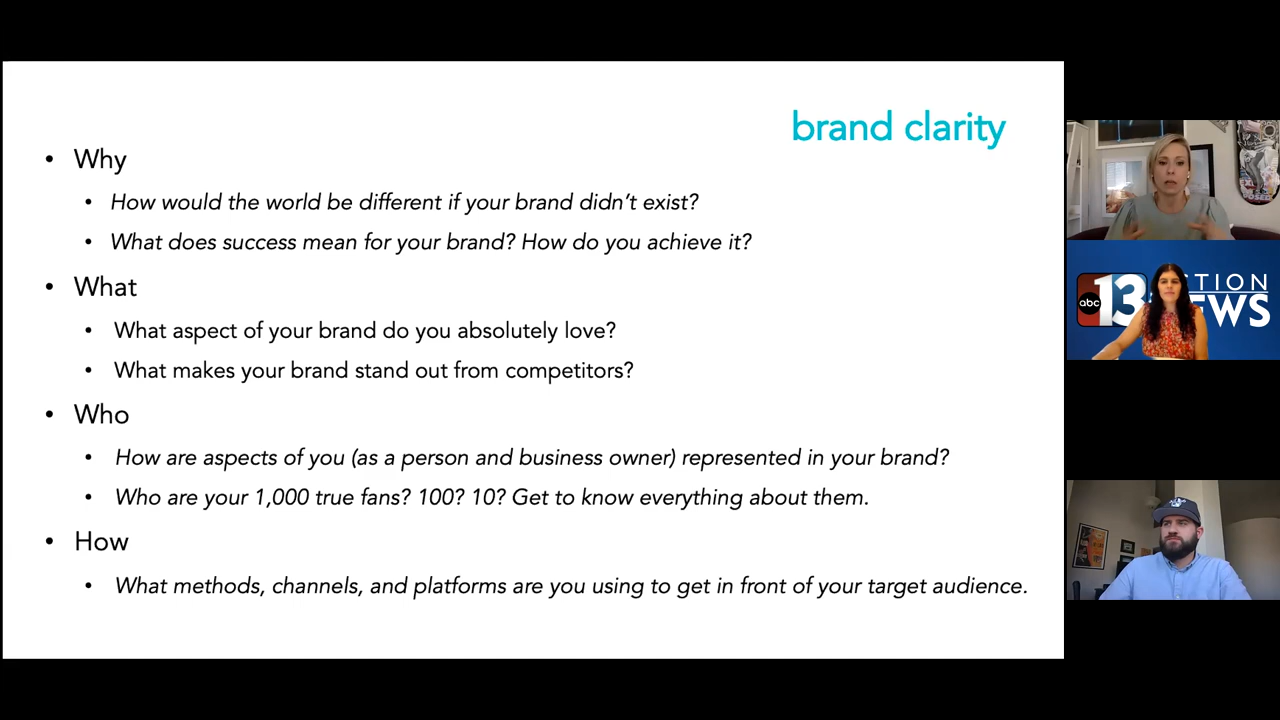 brand clarity
• Why
• How would the world be different if your brand didn’t exist?
• What does success mean for your brand? How do you achieve it?
• What
• What aspect of your brand do you absolutely love?
• What makes your brand stand out from competitors?
• Who
• How are aspects of you (as a person and business owner) represented in your brand?
• Who are your 1,000 true fans? 100? 10? Get to know everything about them.
• How
• What methods, channels, and platforms are you using to get in front of your target audience.
abc 13